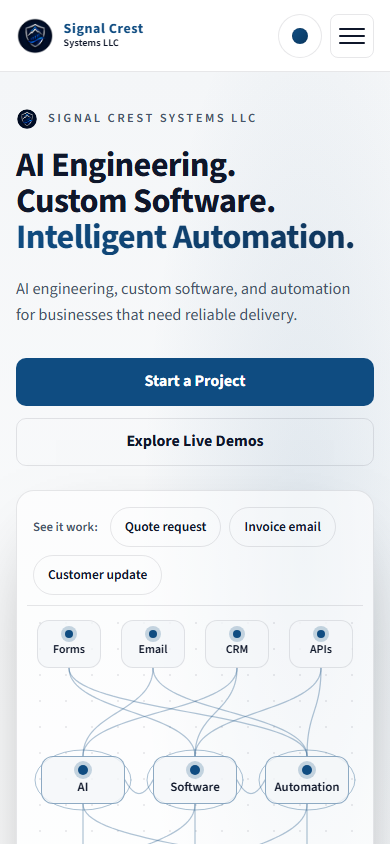 Signal Crest
Systems LLC
SIGNAL CREST SYSTEMS LLC
AI Engineering.
Custom Software.
Intelligent Automation.
AI engineering, custom software, and automation
for businesses that need reliable delivery.
Start a Project
Explore Live Demos
See it work: Quote request Invoice email
Customer update
Forms Email CRM APIs
AI Software Automation